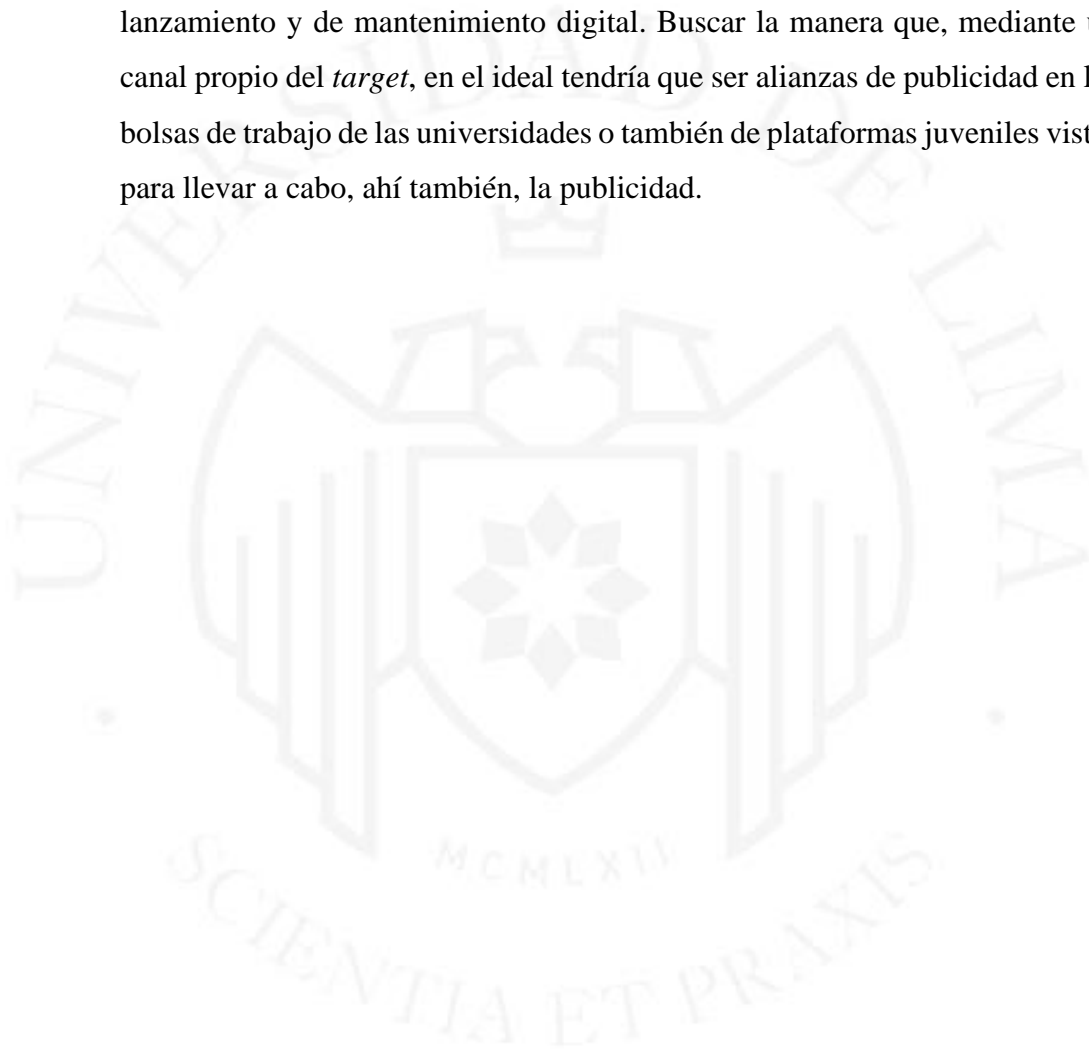 lanzamiento y de mantenimiento digital. Buscar la manera que, mediante
canal propio del target, en el ideal tendría que ser alianzas de publicidad en
bolsas de trabajo de las universidades o también de plataformas juveniles
para llevar a cabo, ahí también, la publicidad.
UNIVERSIDAD DE LIMA
MCMLXII
SCIENTIA ET PRAXIS